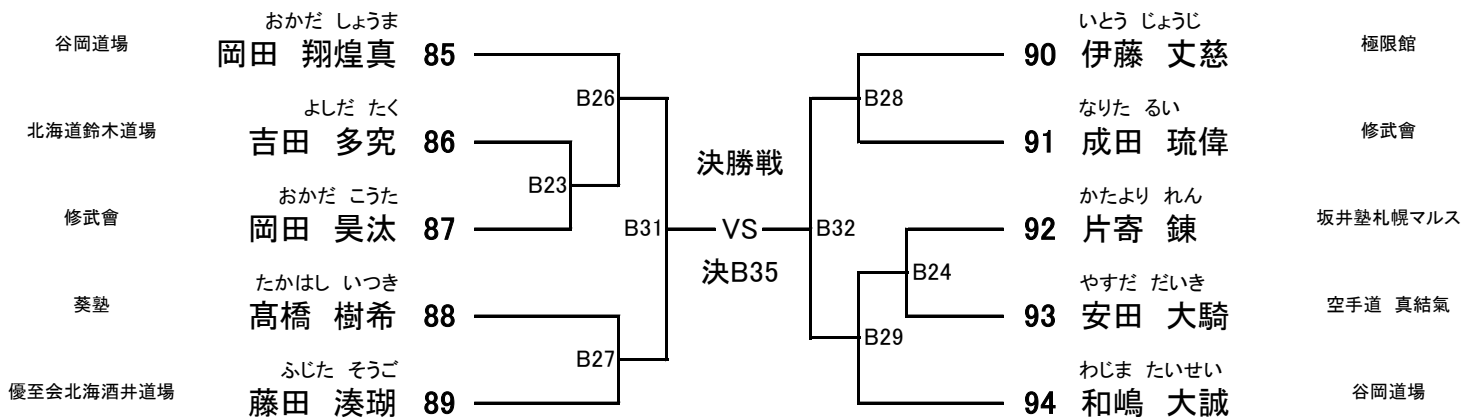 おかだ しょうま
谷岡道場 岡田 翔煌真 85
B26
よしだ たく
北海道鈴木道場 吉田 多究 86
B23
おかだ こうた
修武會 岡田 昊汰 87
B31
たかはし いつき
葵塾 髙橋 樹希 88
B27
ふじた そうご
優至会北海酒井道場 藤田 湊瑚 89
決勝戦
VS
決B35
いとう じょうじ
90 伊藤 丈慈 極限館
B28
なりた るい
91 成田 琉偉 修武會
B32
かたより れん
92 片寄 錬 坂井塾札幌マルス
B24
やすだ だいき
93 安田 大騎 空手道 真結氣
B29
わじま たいせい
94 和嶋 大誠 谷岡道場